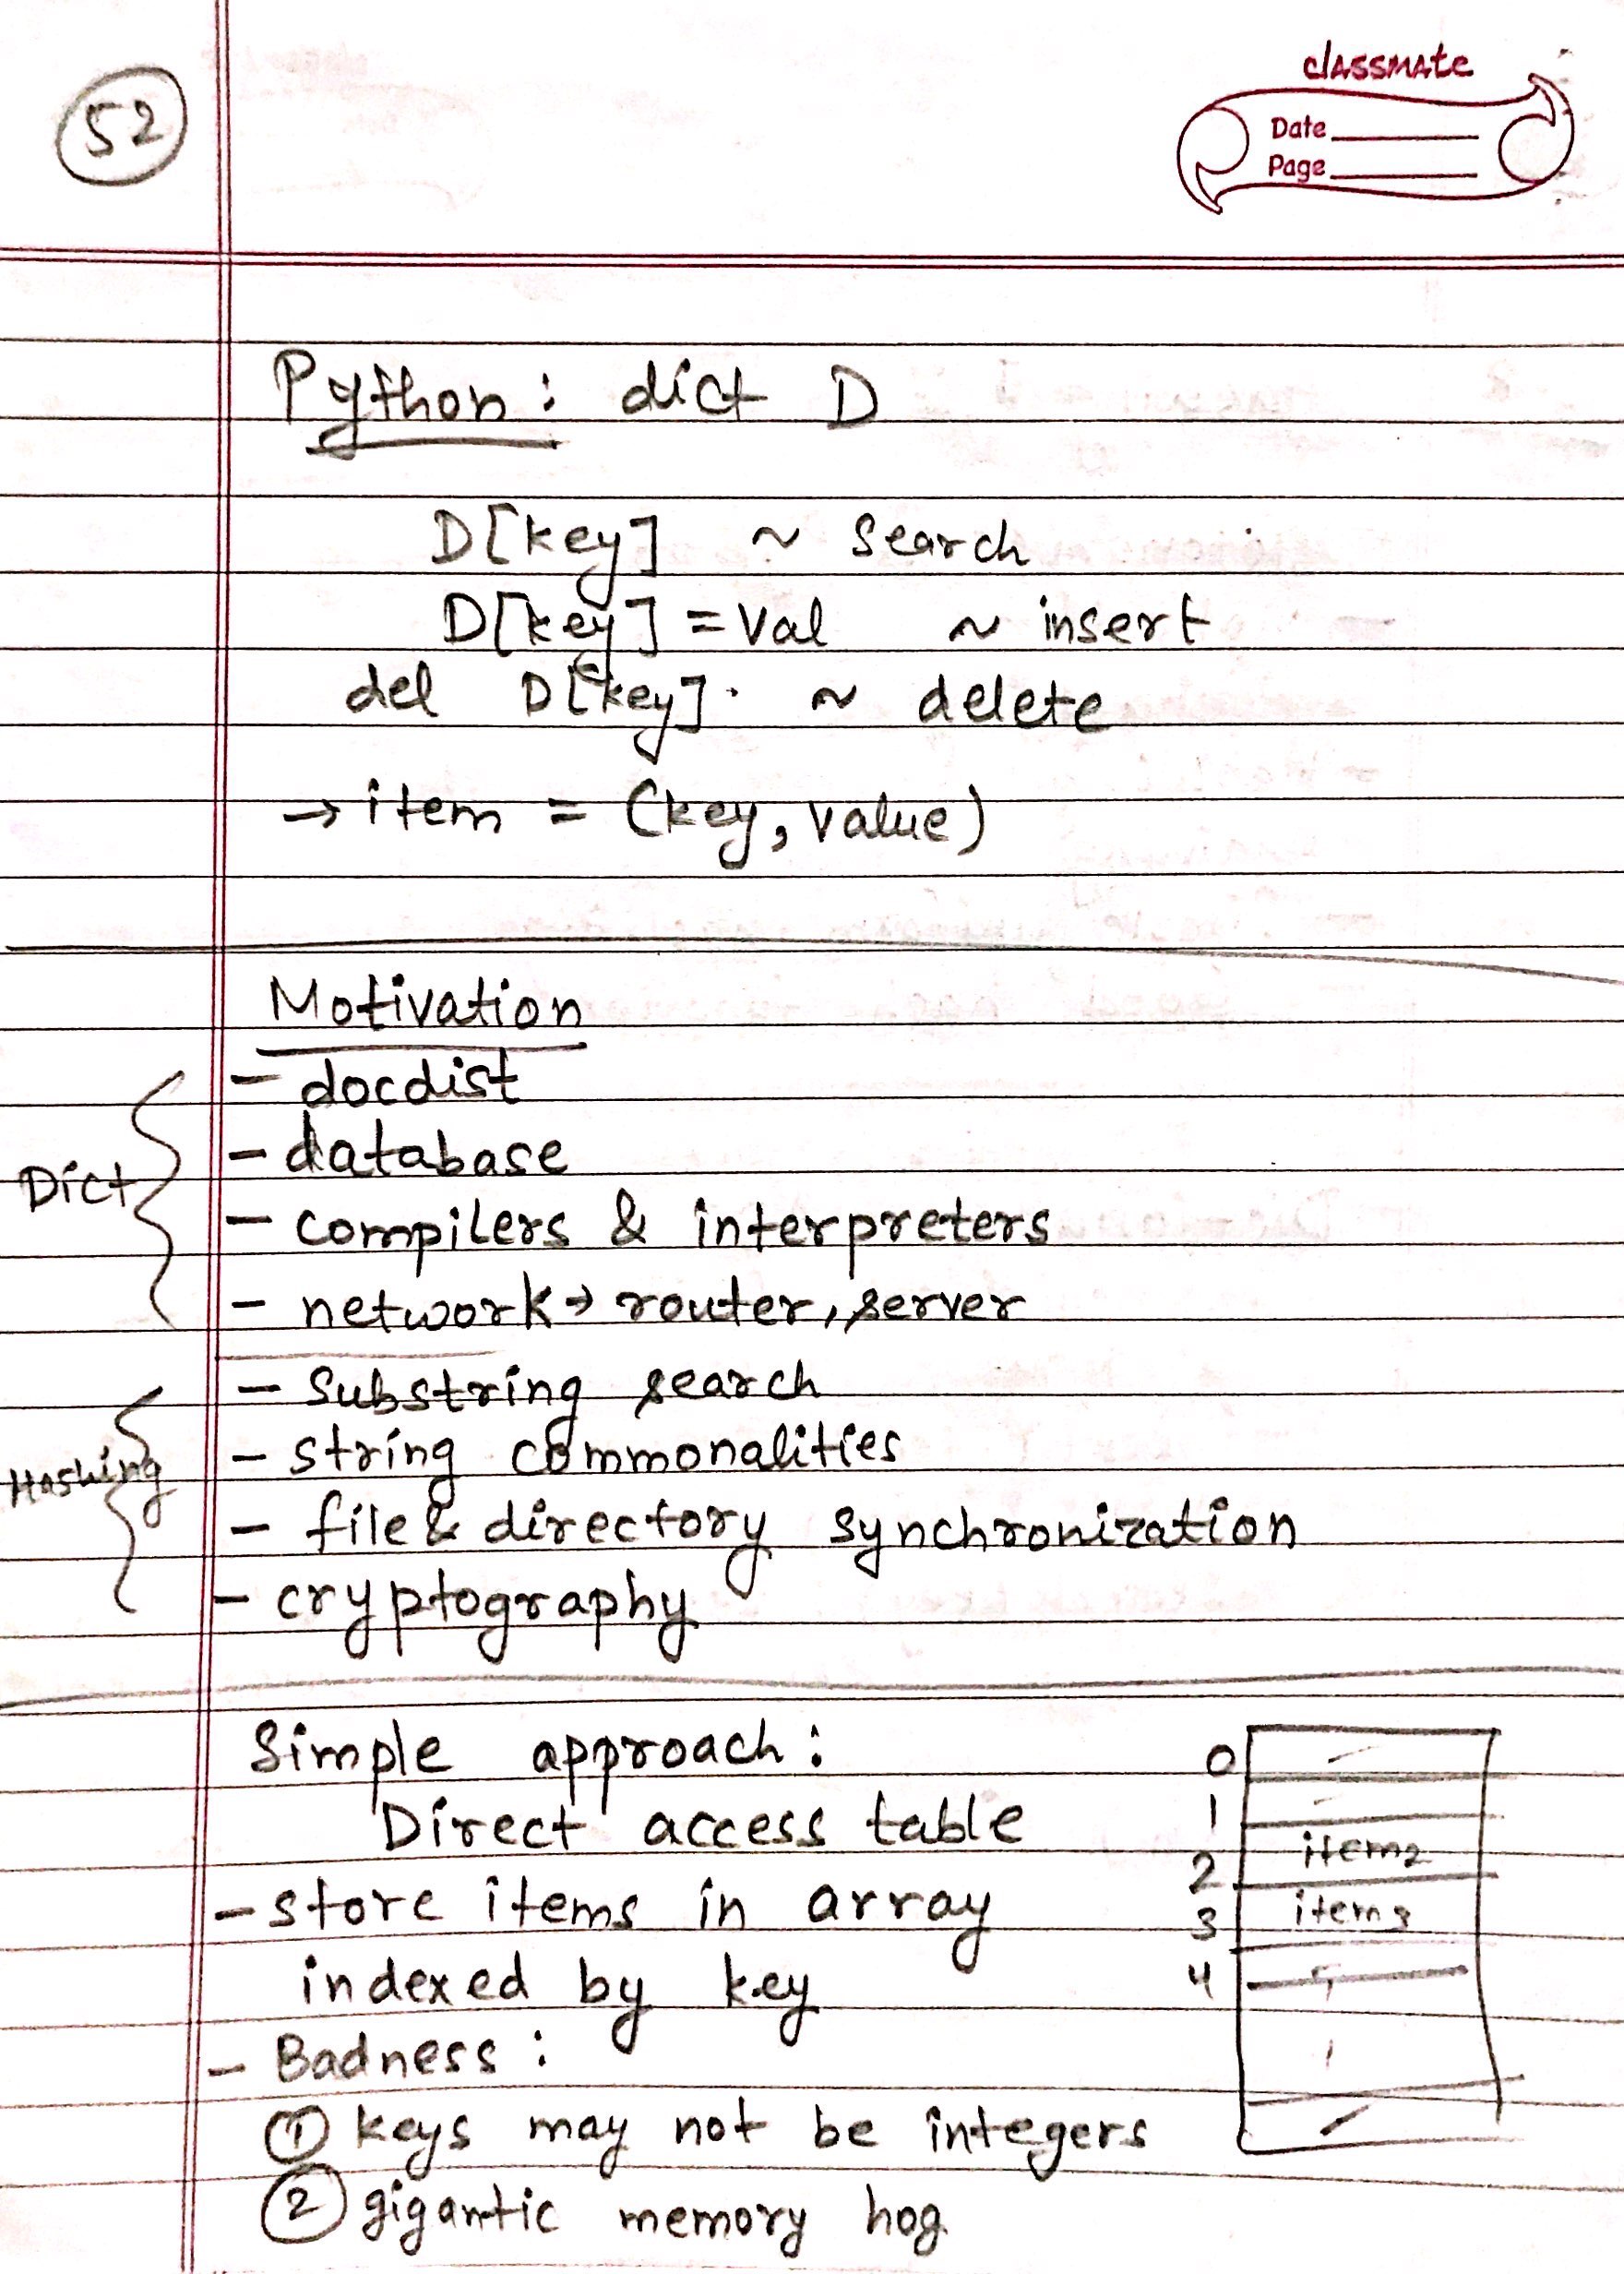 52
classmate
Date
Page
Python: dict D
D[key] ~ Search
D[key] = Val ~ insert
del D[key]. ~ delete
→ item = (key, value)
Motivation
- docdist
- database
Dict
- compilers & interpreters
- network → router, server
- Substring search
- string commonalities
Hashing
- file & directory synchronization
- cryptography
Simple approach:
Direct access table
- store items in array
indexed by key
- Badness:
① keys may not be integers
② gigantic memory hog
0
1
2 item2
3 item3
4